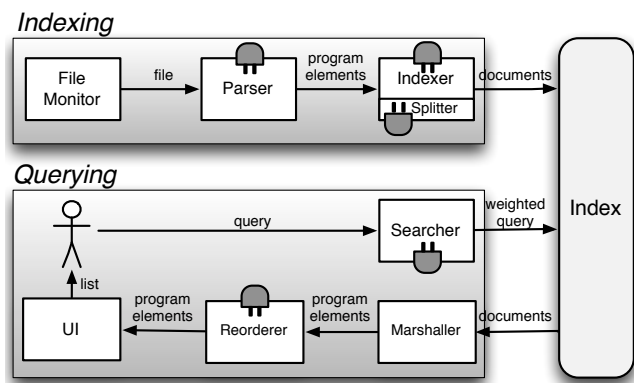 Indexing
File
Monitor
file
Parser
program
elements
Indexer
Splitter
documents
Querying
query
Searcher
weighted
query
Index
list
UI
program
elements
Reorderer
program
elements
Marshaller
documents